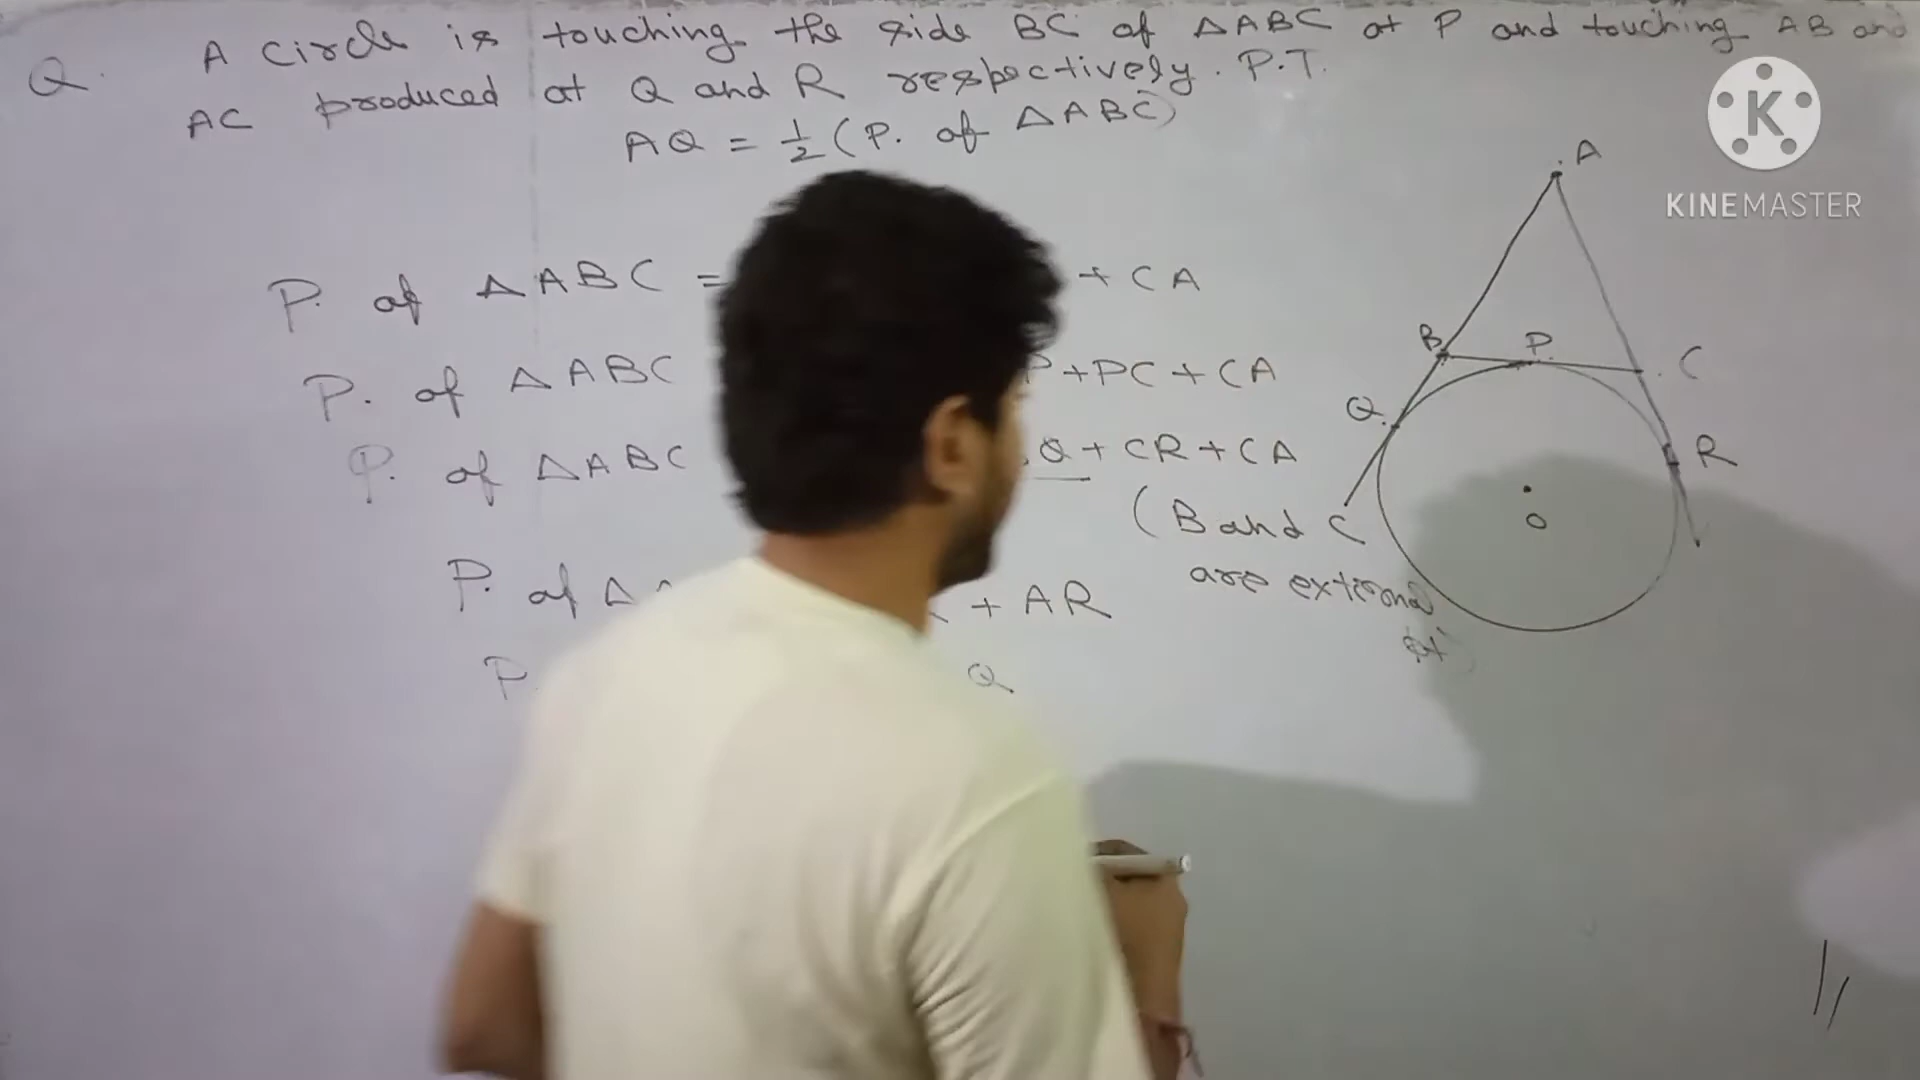 Q. A circle is touching the side BC of △ABC at P and touching AB and
AC produced at Q and R respectively. P.T.
AQ = 1/2 (P. of △ABC)
P. of △ABC = + CA
P. of △ABC P + PC + CA
P. of △ABC Q + CR + CA
(B and C
are external
pt)
P. of △ + AR
P Q
A
B
P
C
Q
R
O
K
KINEMASTER